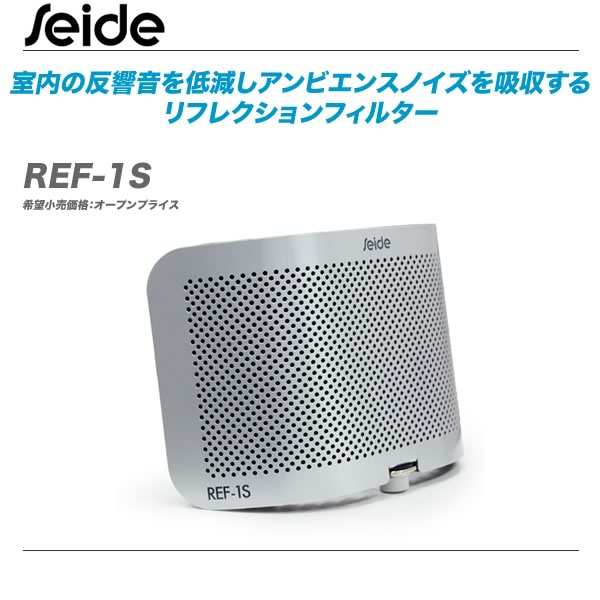 Seide
室内の反響音を低減しアンビエンスノイズを吸収する
リフレクションフィルター
REF-1S
希望小売価格:オープンプライス
Seide
REF-1S